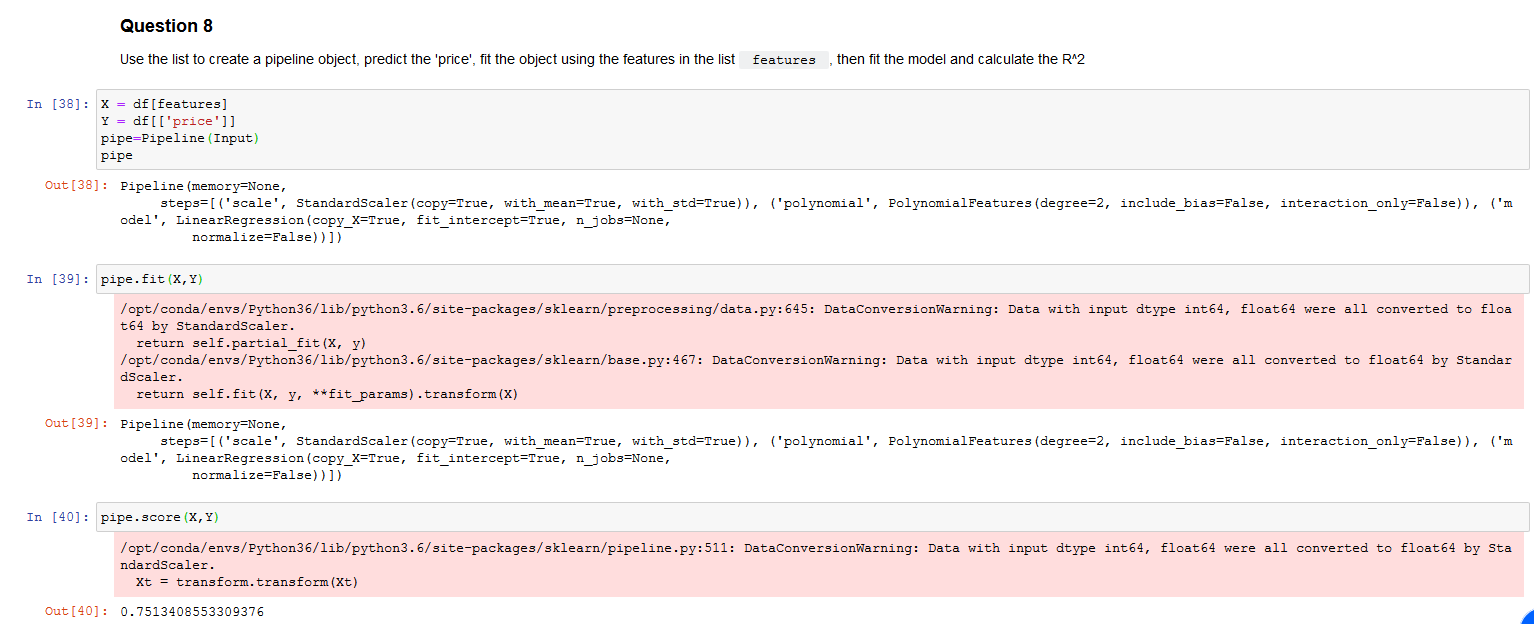 Question 8
Use the list to create a pipeline object, predict the 'price', fit the object using the features in the list features , then fit the model and calculate the R^2
In [38]: X = df[features]
Y = df[['price']]
pipe=Pipeline(Input)
pipe
Out[38]: Pipeline(memory=None,
steps=[('scale', StandardScaler(copy=True, with_mean=True, with_std=True)), ('polynomial', PolynomialFeatures(degree=2, include_bias=False, interaction_only=False)), ('m
odel', LinearRegression(copy_X=True, fit_intercept=True, n_jobs=None,
normalize=False))])
In [39]: pipe.fit(X,Y)
/opt/conda/envs/Python36/lib/python3.6/site-packages/sklearn/preprocessing/data.py:645: DataConversionWarning: Data with input dtype int64, float64 were all converted to floa
t64 by StandardScaler.
return self.partial_fit(X, y)
/opt/conda/envs/Python36/lib/python3.6/site-packages/sklearn/base.py:467: DataConversionWarning: Data with input dtype int64, float64 were all converted to float64 by Standar
dScaler.
return self.fit(X, y, **fit_params).transform(X)
Out[39]: Pipeline(memory=None,
steps=[('scale', StandardScaler(copy=True, with_mean=True, with_std=True)), ('polynomial', PolynomialFeatures(degree=2, include_bias=False, interaction_only=False)), ('m
odel', LinearRegression(copy_X=True, fit_intercept=True, n_jobs=None,
normalize=False))])
In [40]: pipe.score(X,Y)
/opt/conda/envs/Python36/lib/python3.6/site-packages/sklearn/pipeline.py:511: DataConversionWarning: Data with input dtype int64, float64 were all converted to float64 by Sta
ndardScaler.
Xt = transform.transform(Xt)
Out[40]: 0.7513408553309376